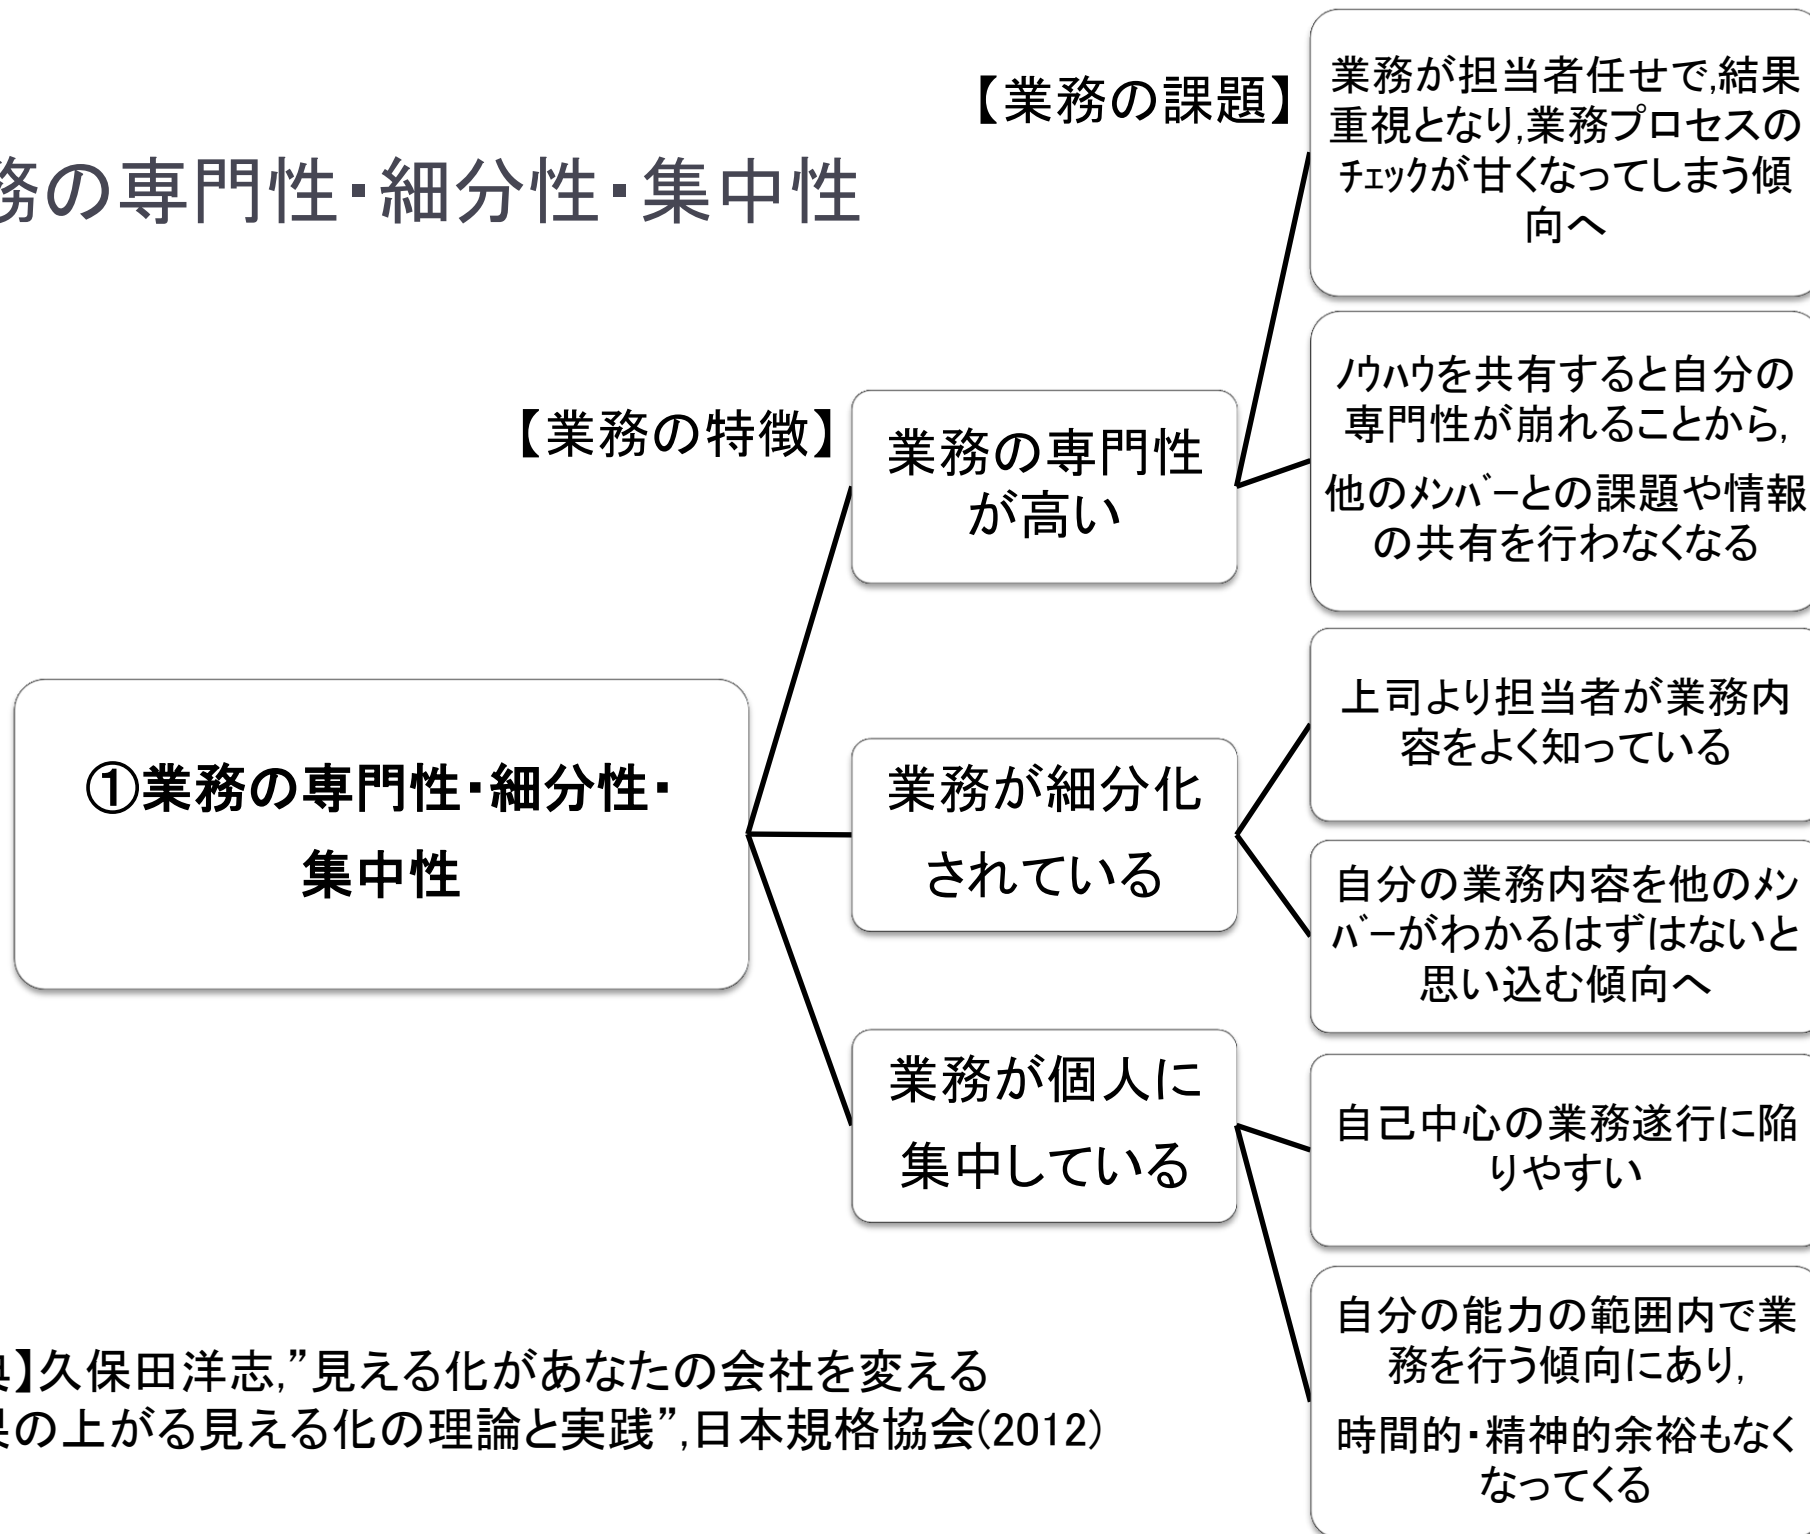 務の専門性・細分性・集中性
【業務の課題】
業務が担当者任せで,結果
重視となり,業務プロセスの
ﾁｪｯｸが甘くなってしまう傾
向へ
ﾉｳﾊｳを共有すると自分の
専門性が崩れることから,
他のﾒﾝﾊﾞｰとの課題や情報
の共有を行わなくなる
【業務の特徴】
業務の専門性
が高い
上司より担当者が業務内
容をよく知っている
①業務の専門性・細分性・
集中性
業務が細分化
されている
自分の業務内容を他のﾒﾝ
ﾊﾞｰがわかるはずはないと
思い込む傾向へ
業務が個人に
集中している
自己中心の業務遂行に陥
りやすい
自分の能力の範囲内で業
務を行う傾向にあり,
時間的・精神的余裕もなく
なってくる
典】久保田洋志,”見える化があなたの会社を変える
果の上がる見える化の理論と実践”,日本規格協会(2012)